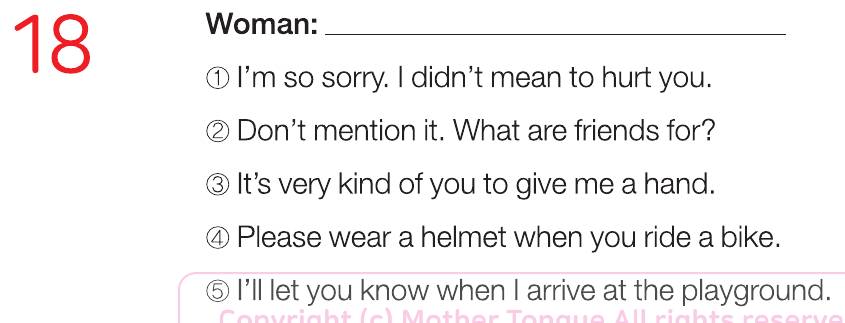 18
Woman:
① I'm so sorry. I didn't mean to hurt you.
② Don't mention it. What are friends for?
③ It's very kind of you to give me a hand.
④ Please wear a helmet when you ride a bike.
⑤ I'll let you know when I arrive at the playground.
Copyright (c) Mother Tongue All rights reserve